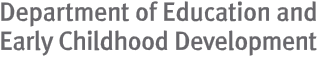 Department of Education and
Early Childhood Development